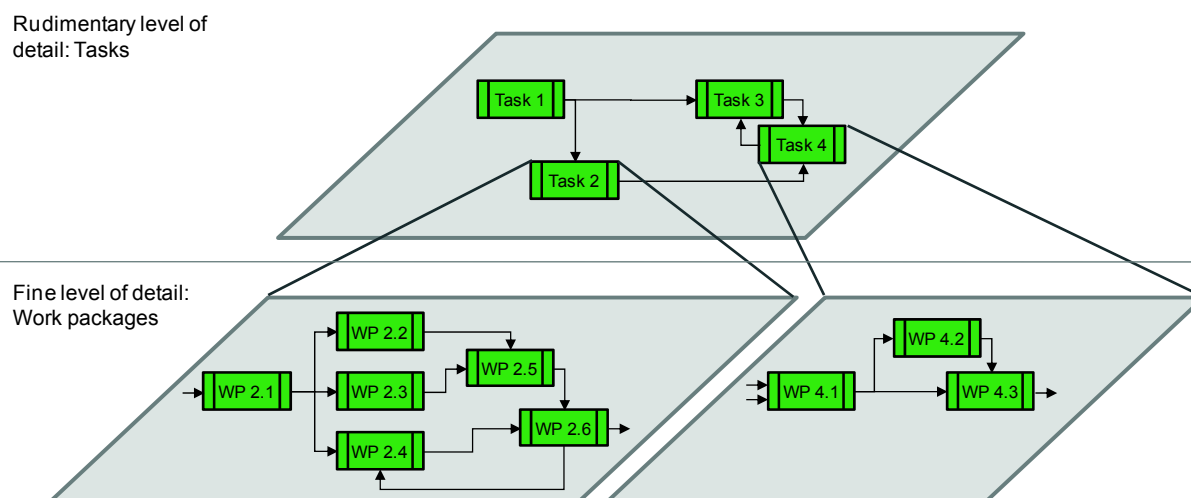 Rudimentary level of
detail: Tasks
Task 1
Task 3
Task 4
Task 2
Fine level of detail:
Work packages
WP 2.2
WP 2.5
WP 2.1
WP 2.3
WP 2.6
WP 2.4
WP 4.2
WP 4.1
WP 4.3